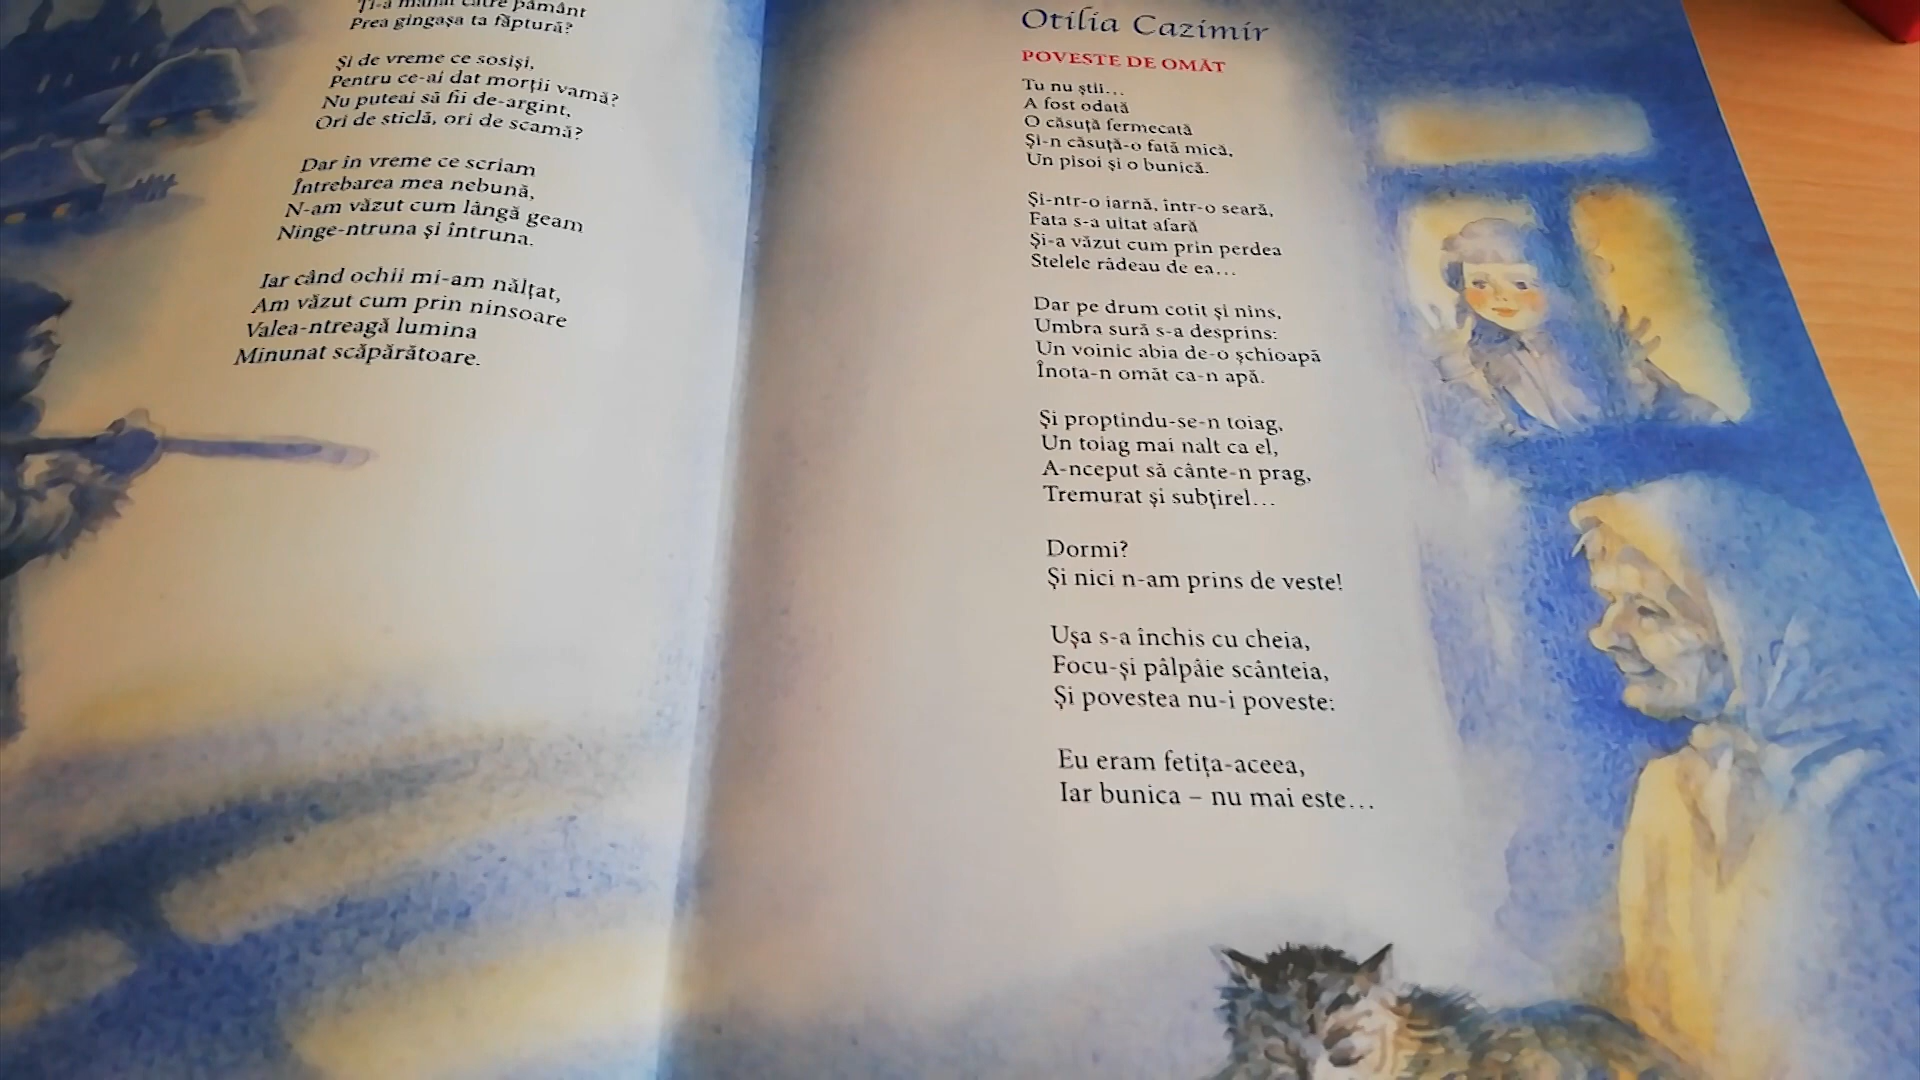 Ți-a mânat către pământ
Prea gingașa ta făptură?
Și de vreme ce sosiși,
Pentru ce-ai dat morții vamă?
Nu puteai să fii de-argint,
Ori de sticlă, ori de scamă?
Dar în vreme ce scriam
Întrebarea mea nebună,
N-am văzut cum lângă geam
Ninge-ntruna și întruna.
Iar când ochii mi-am nălțat,
Am văzut cum prin ninsoare
Valea-ntreagă lumina
Minunat scăpărătoare.
Otilia Cazimir
POVESTE DE OMĂT
Tu nu știi...
A fost odată
O căsuță fermecată
Și-n căsuță-o fată mică,
Un pisoi și o bunică.
Și-ntr-o iarnă, într-o seară,
Fata s-a uitat afară
Și-a văzut cum prin perdea
Stelele râdeau de ea...
Dar pe drum cotit și nins,
Umbra sură s-a desprins:
Un voinic abia de-o șchioapă
Înota-n omăt ca-n apă.
Și proptindu-se-n toiag,
Un toiag mai nalt ca el,
A-nceput să cânte-n prag,
Tremurat și subțirel...
Dormi?
Și nici n-am prins de veste!
Ușa s-a închis cu cheia,
Focu-și pâlpâie scânteia,
Și povestea nu-i poveste:
Eu eram fetița-aceea,
Iar bunica – nu mai este...